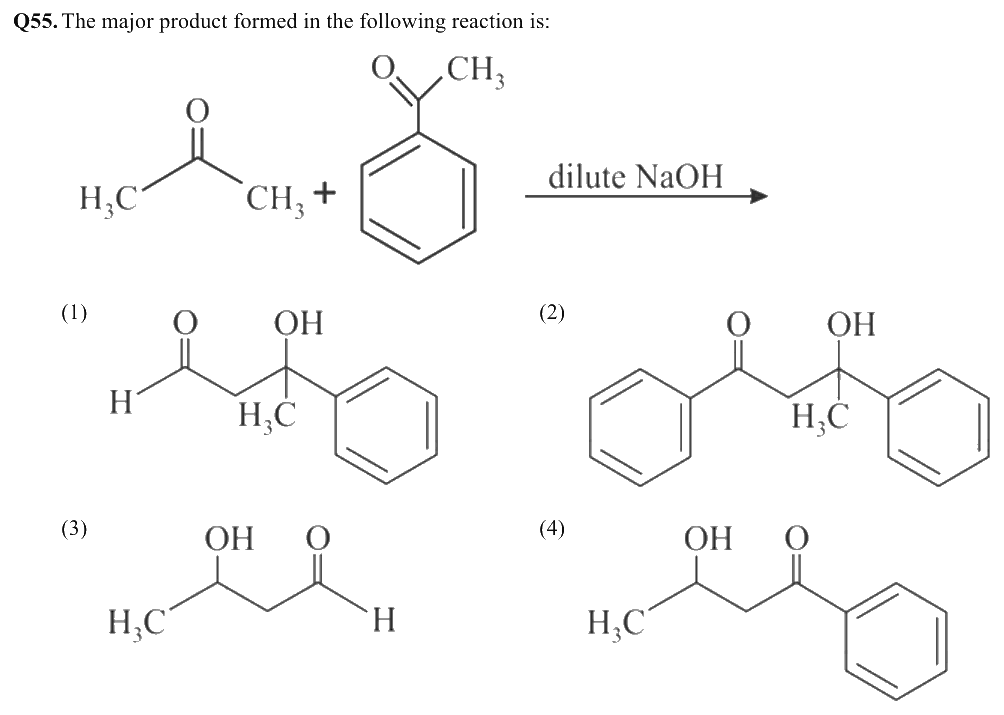 Q55. The major product formed in the following reaction is:
O CH₃
O
H₃C CH₃ + dilute NaOH
(1) (2)
O OH O OH
H H₃C H₃C
(3) (4)
OH O OH O
H₃C H H₃C